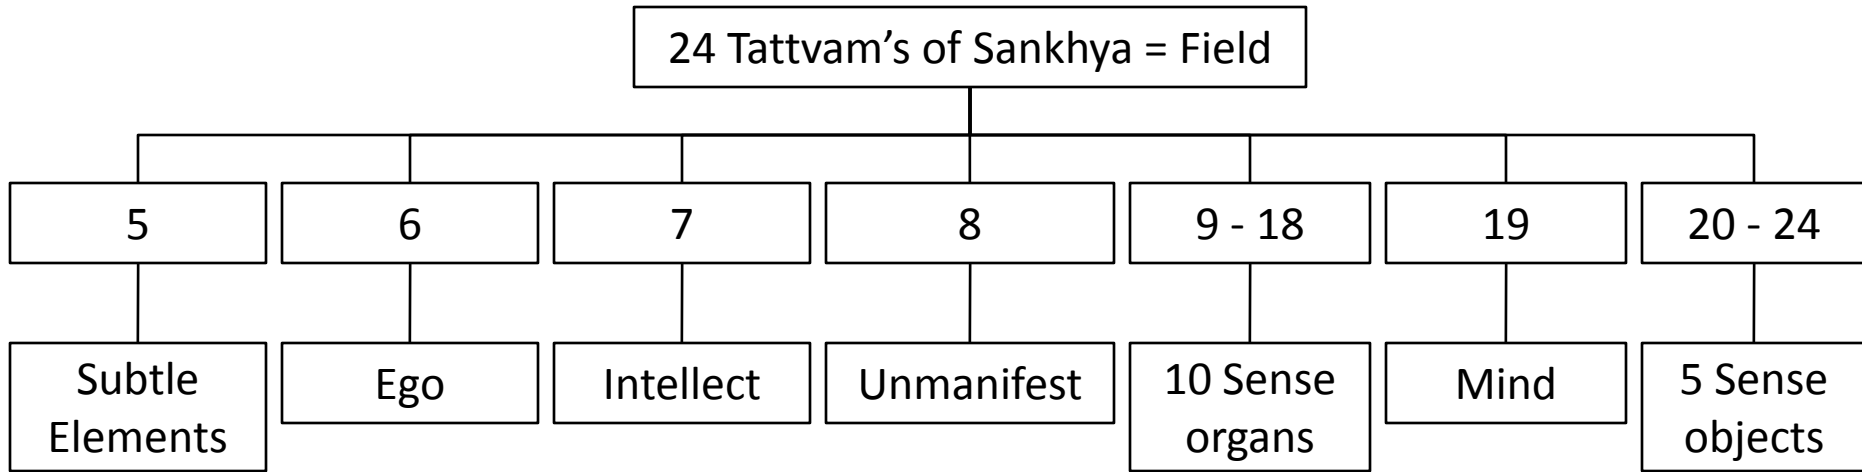 24 Tattvam’s of Sankhya = Field
5
6
7
8
9 - 18
19
20 - 24
Subtle
Elements
Ego
Intellect
Unmanifest
10 Sense
organs
Mind
5 Sense
objects